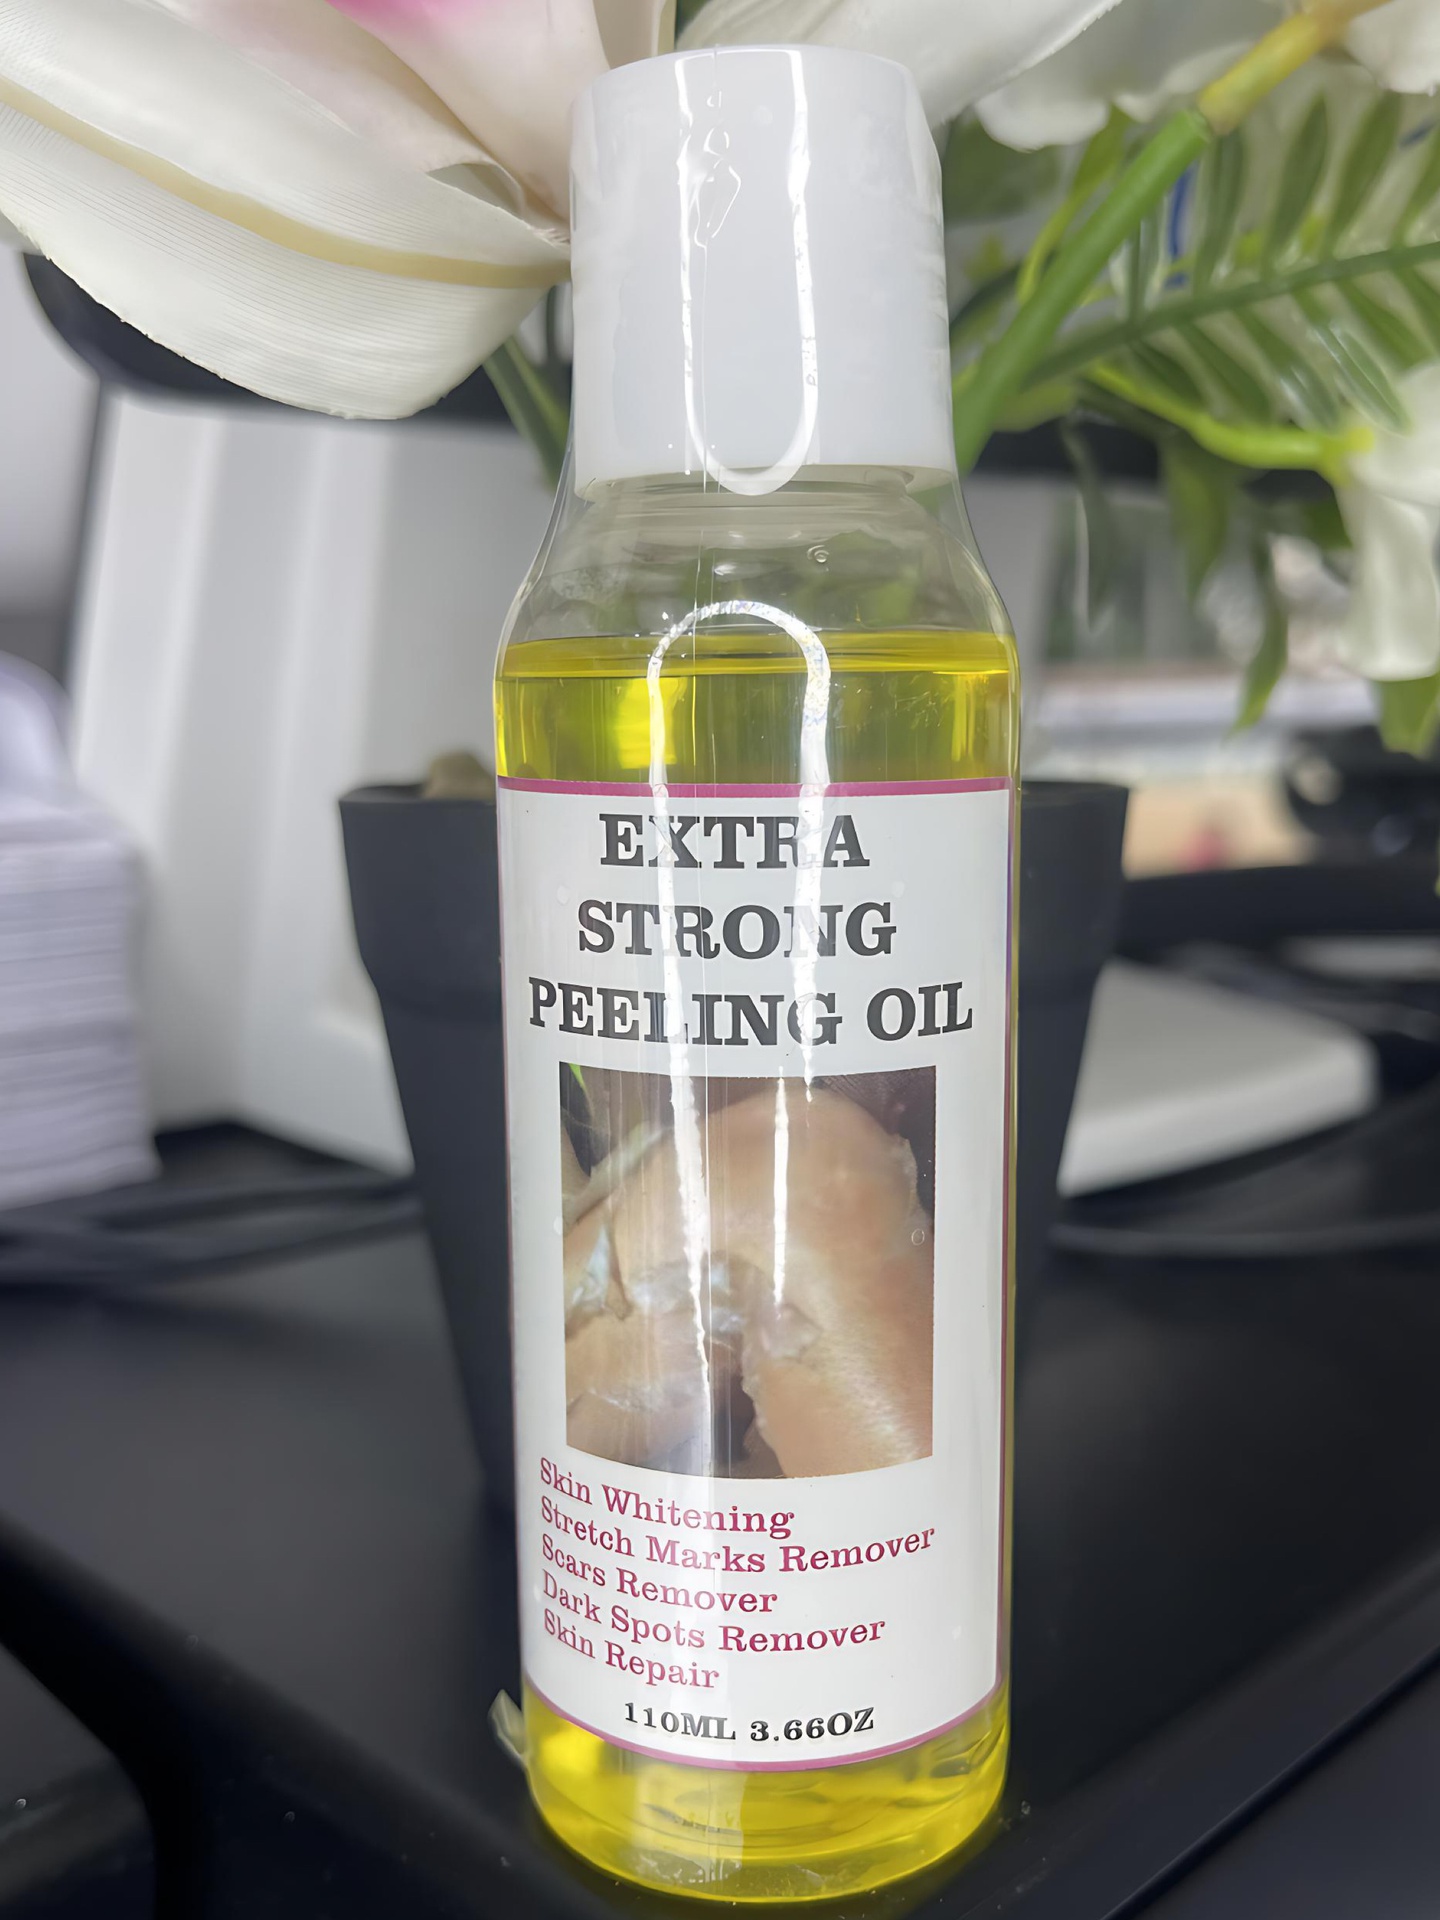 EXTRA
STRONG
PEELING OIL
Skin Whitening
Stretch Marks Remover
Scars Remover
Dark Spots Remover
Skin Repair
110ML 3.66OZ